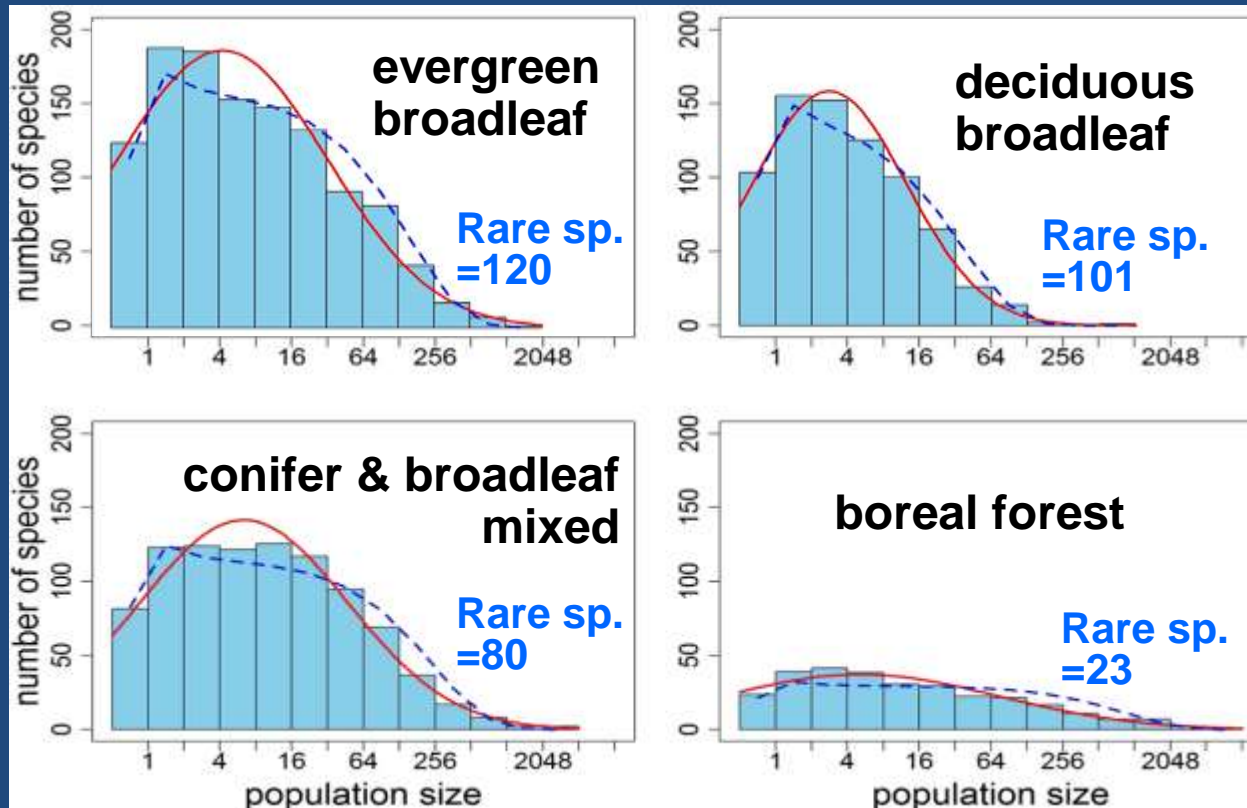 number of species
200
150
100
50
0
evergreen
broadleaf
Rare sp.
=120
1 4 16 64 256 2048
200
150
100
50
0
deciduous
broadleaf
Rare sp.
=101
1 4 16 64 256 2048
number of species
200
150
100
50
0
conifer & broadleaf
mixed
Rare sp.
=80
1 4 16 64 256 2048
population size
200
150
100
50
0
boreal forest
Rare sp.
=23
1 4 16 64 256 2048
population size